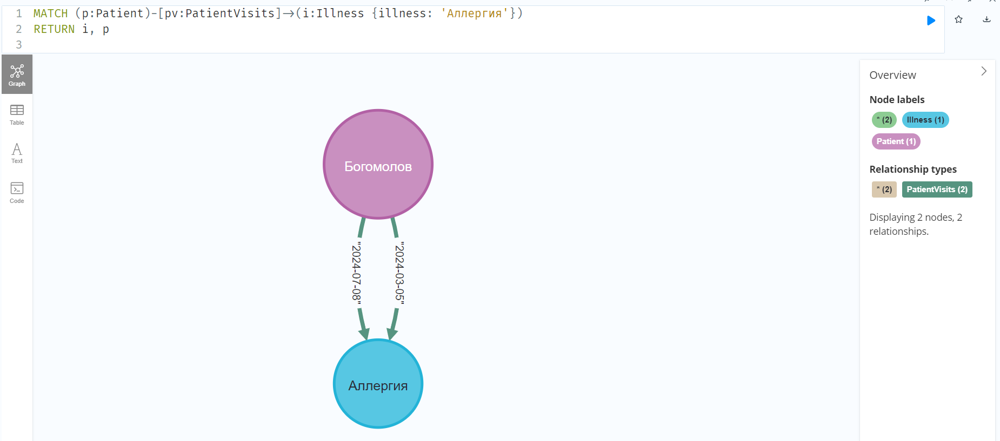 1 MATCH (p:Patient)-[pv:PatientVisits]->(i:Illness {illness: 'Аллергия'})
2 RETURN i, p
3
Graph
Table
Text
Code
Богомолов
"2024-07-08"
"2024-03-05"
Аллергия
Overview
Node labels
* (2) Illness (1)
Patient (1)
Relationship types
* (2) PatientVisits (2)
Displaying 2 nodes, 2
relationships.